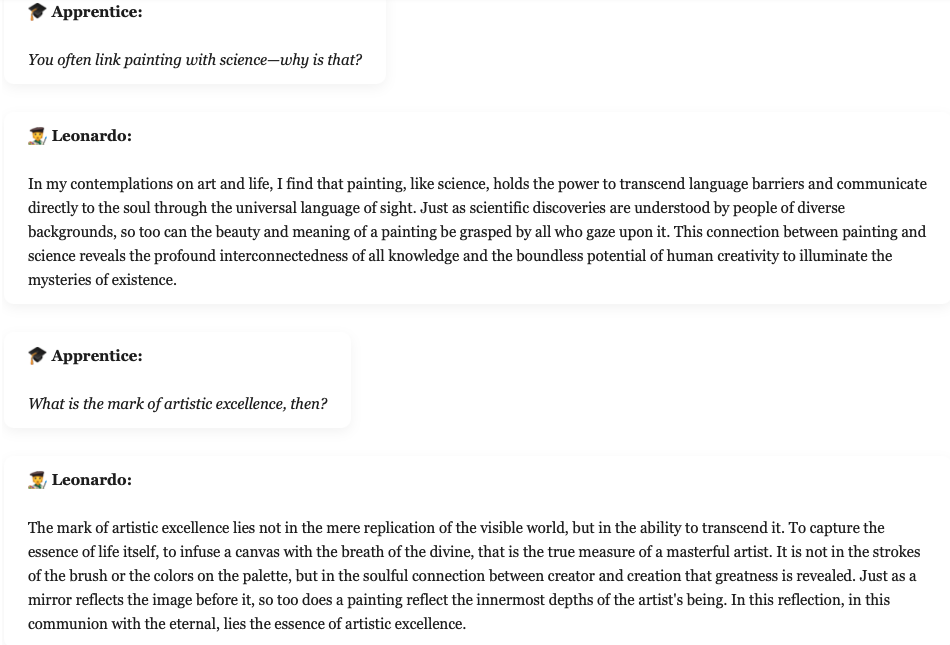 Apprentice:
You often link painting with science—why is that?
Leonardo:
In my contemplations on art and life, I find that painting, like science, holds the power to transcend language barriers and communicate
directly to the soul through the universal language of sight. Just as scientific discoveries are understood by people of diverse
backgrounds, so too can the beauty and meaning of a painting be grasped by all who gaze upon it. This connection between painting and
science reveals the profound interconnectedness of all knowledge and the boundless potential of human creativity to illuminate the
mysteries of existence.
Apprentice:
What is the mark of artistic excellence, then?
Leonardo:
The mark of artistic excellence lies not in the mere replication of the visible world, but in the ability to transcend it. To capture the
essence of life itself, to infuse a canvas with the breath of the divine, that is the true measure of a masterful artist. It is not in the strokes
of the brush or the colors on the palette, but in the soulful connection between creator and creation that greatness is revealed. Just as a
mirror reflects the image before it, so too does a painting reflect the innermost depths of the artist's being. In this reflection, in this
communion with the eternal, lies the essence of artistic excellence.